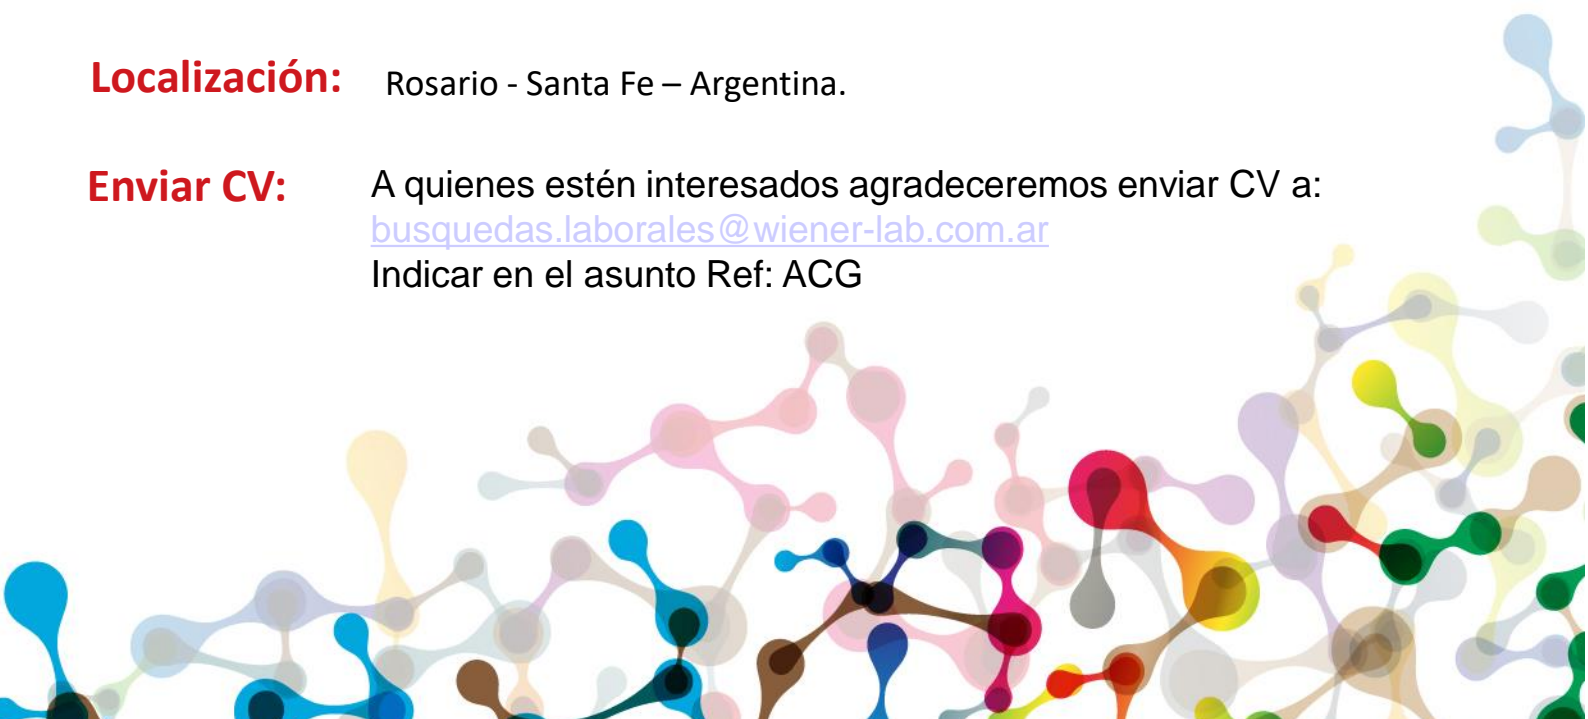 Localización: Rosario - Santa Fe – Argentina.
Enviar CV: A quienes estén interesados agradeceremos enviar CV a:
busquedas.laborales@wiener-lab.com.ar
Indicar en el asunto Ref: ACG